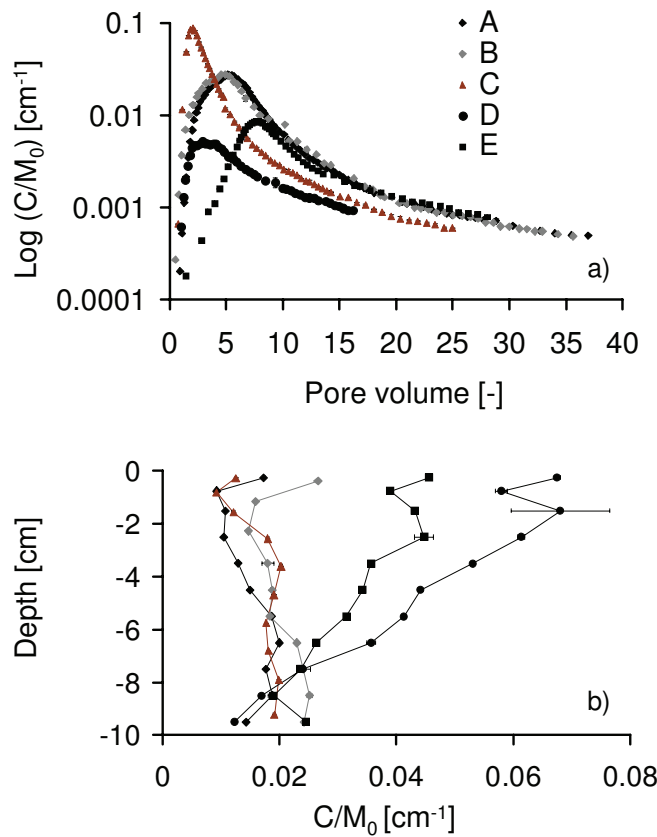 A
B
C
D
E
Log (C/M₀) [cm⁻¹]
0.1
0.01
0.001
0.0001
a)
0 5 10 15 20 25 30 35 40
Pore volume [-]
Depth [cm]
0
-2
-4
-6
-8
-10
b)
0 0.02 0.04 0.06 0.08
C/M₀ [cm⁻¹]